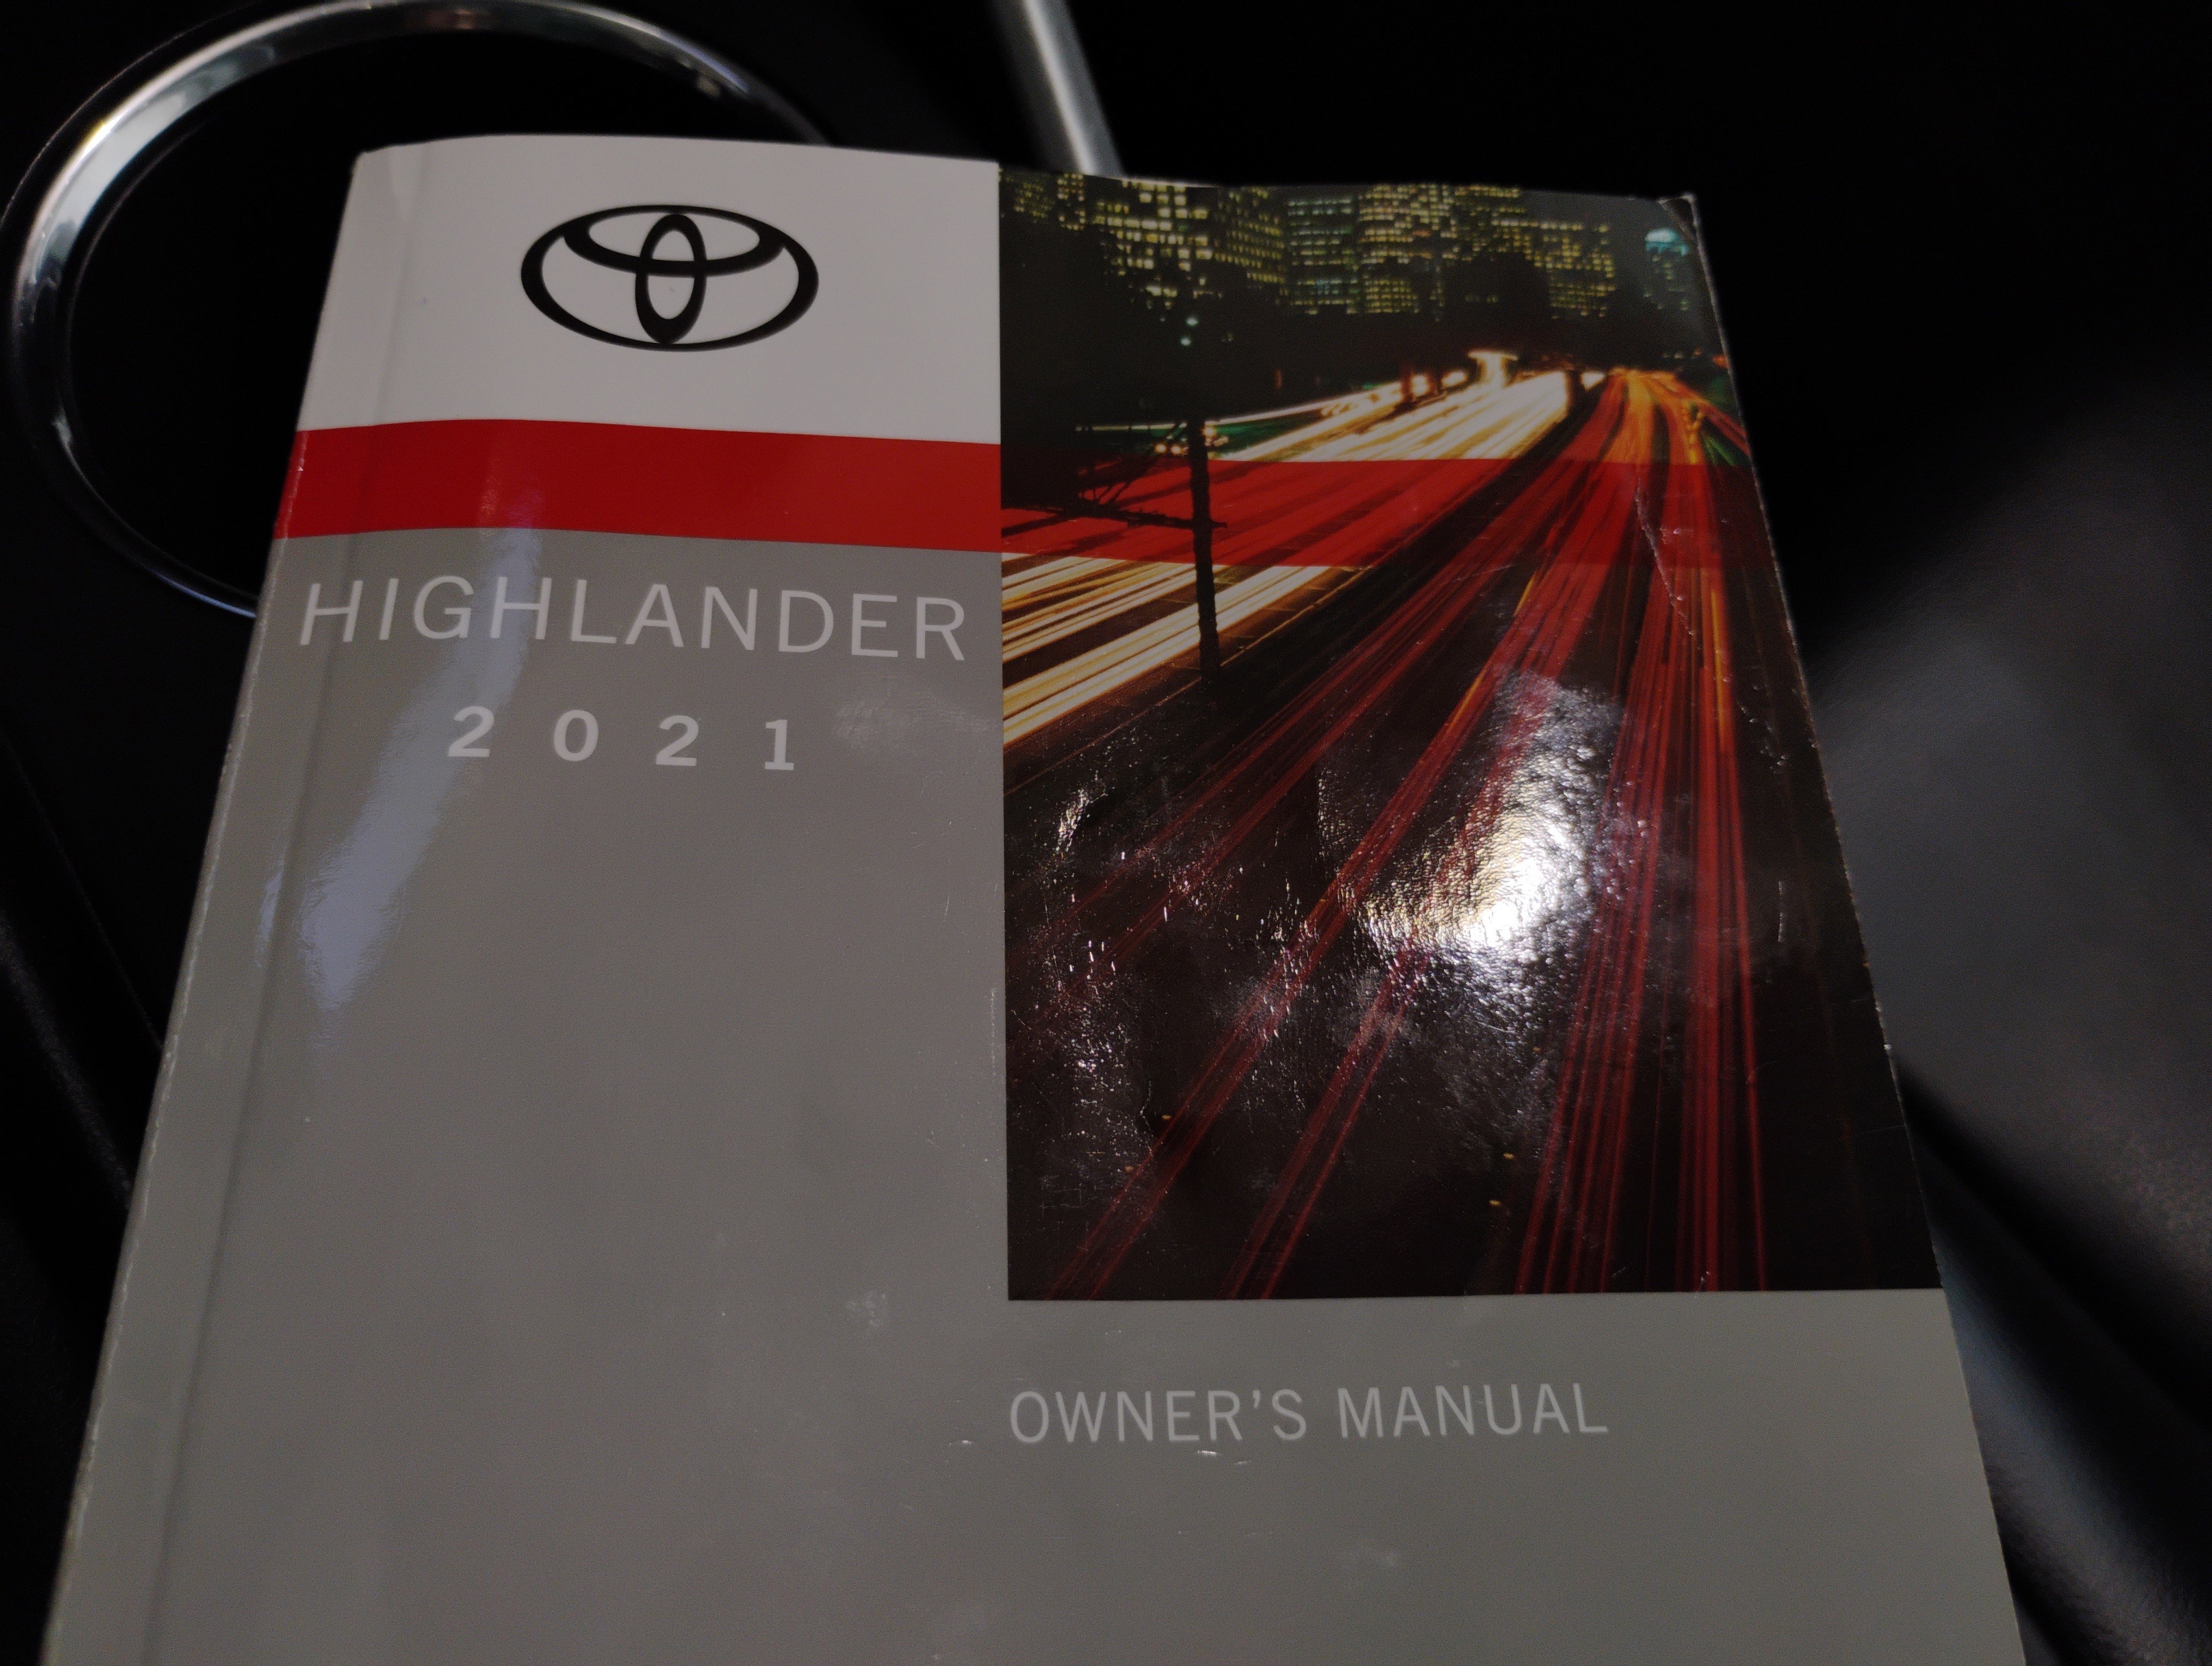 HIGHLANDER
2021
OWNER'S MANUAL